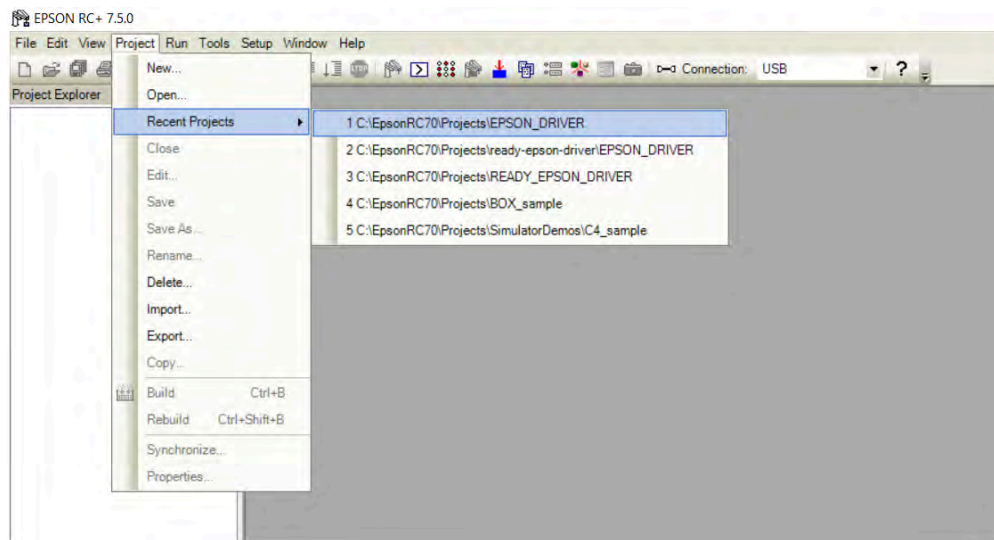 EPSON RC+ 7.5.0
File Edit View Project Run Tools Setup Window Help
Connection: USB
?
Project Explorer
New...
Open...
Recent Projects
1 C:\EpsonRC70\Projects\EPSON_DRIVER
2 C:\EpsonRC70\Projects\ready-epson-driver\EPSON_DRIVER
3 C:\EpsonRC70\Projects\READY_EPSON_DRIVER
4 C:\EpsonRC70\Projects\BOX_sample
5 C:\EpsonRC70\Projects\SimulatorDemos\C4_sample
Close
Edit...
Save
Save As...
Rename...
Delete...
Import...
Export...
Copy...
Build Ctrl+B
Rebuild Ctrl+Shift+B
Synchronize...
Properties...